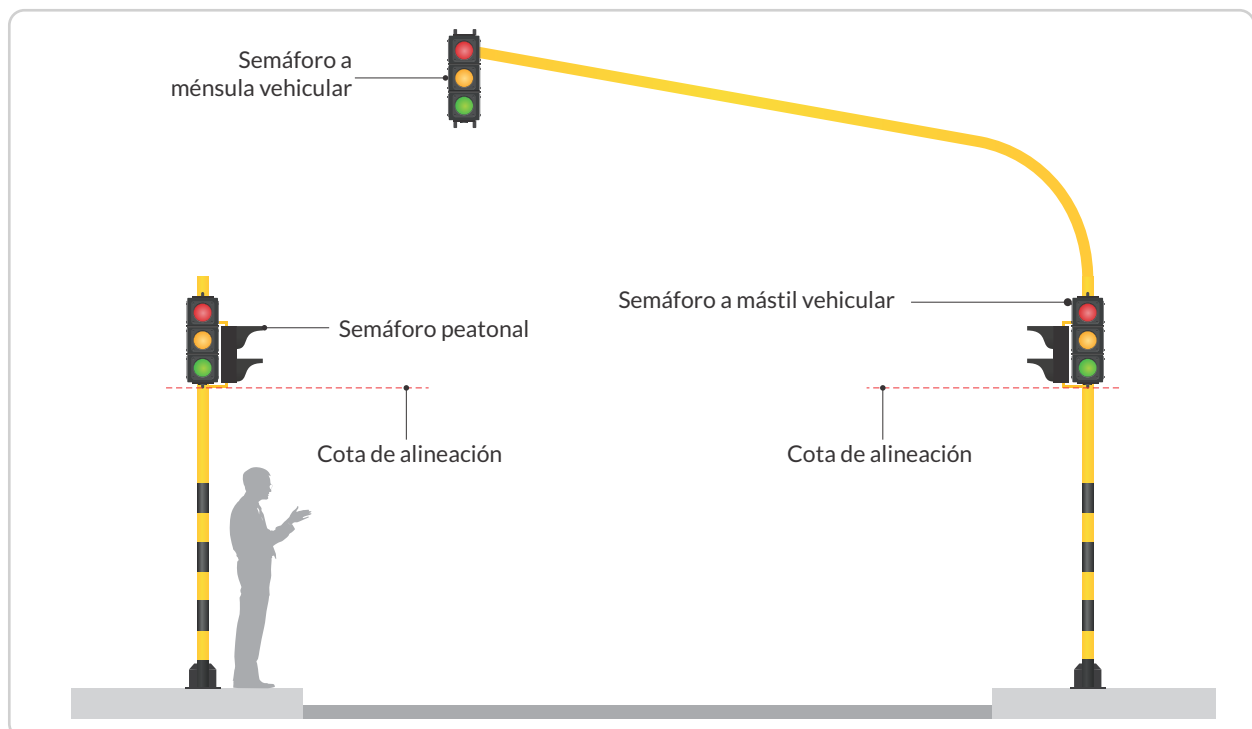 Semáforo a
ménsula vehicular
Semáforo a mástil vehicular
Semáforo peatonal
Cota de alineación
Cota de alineación